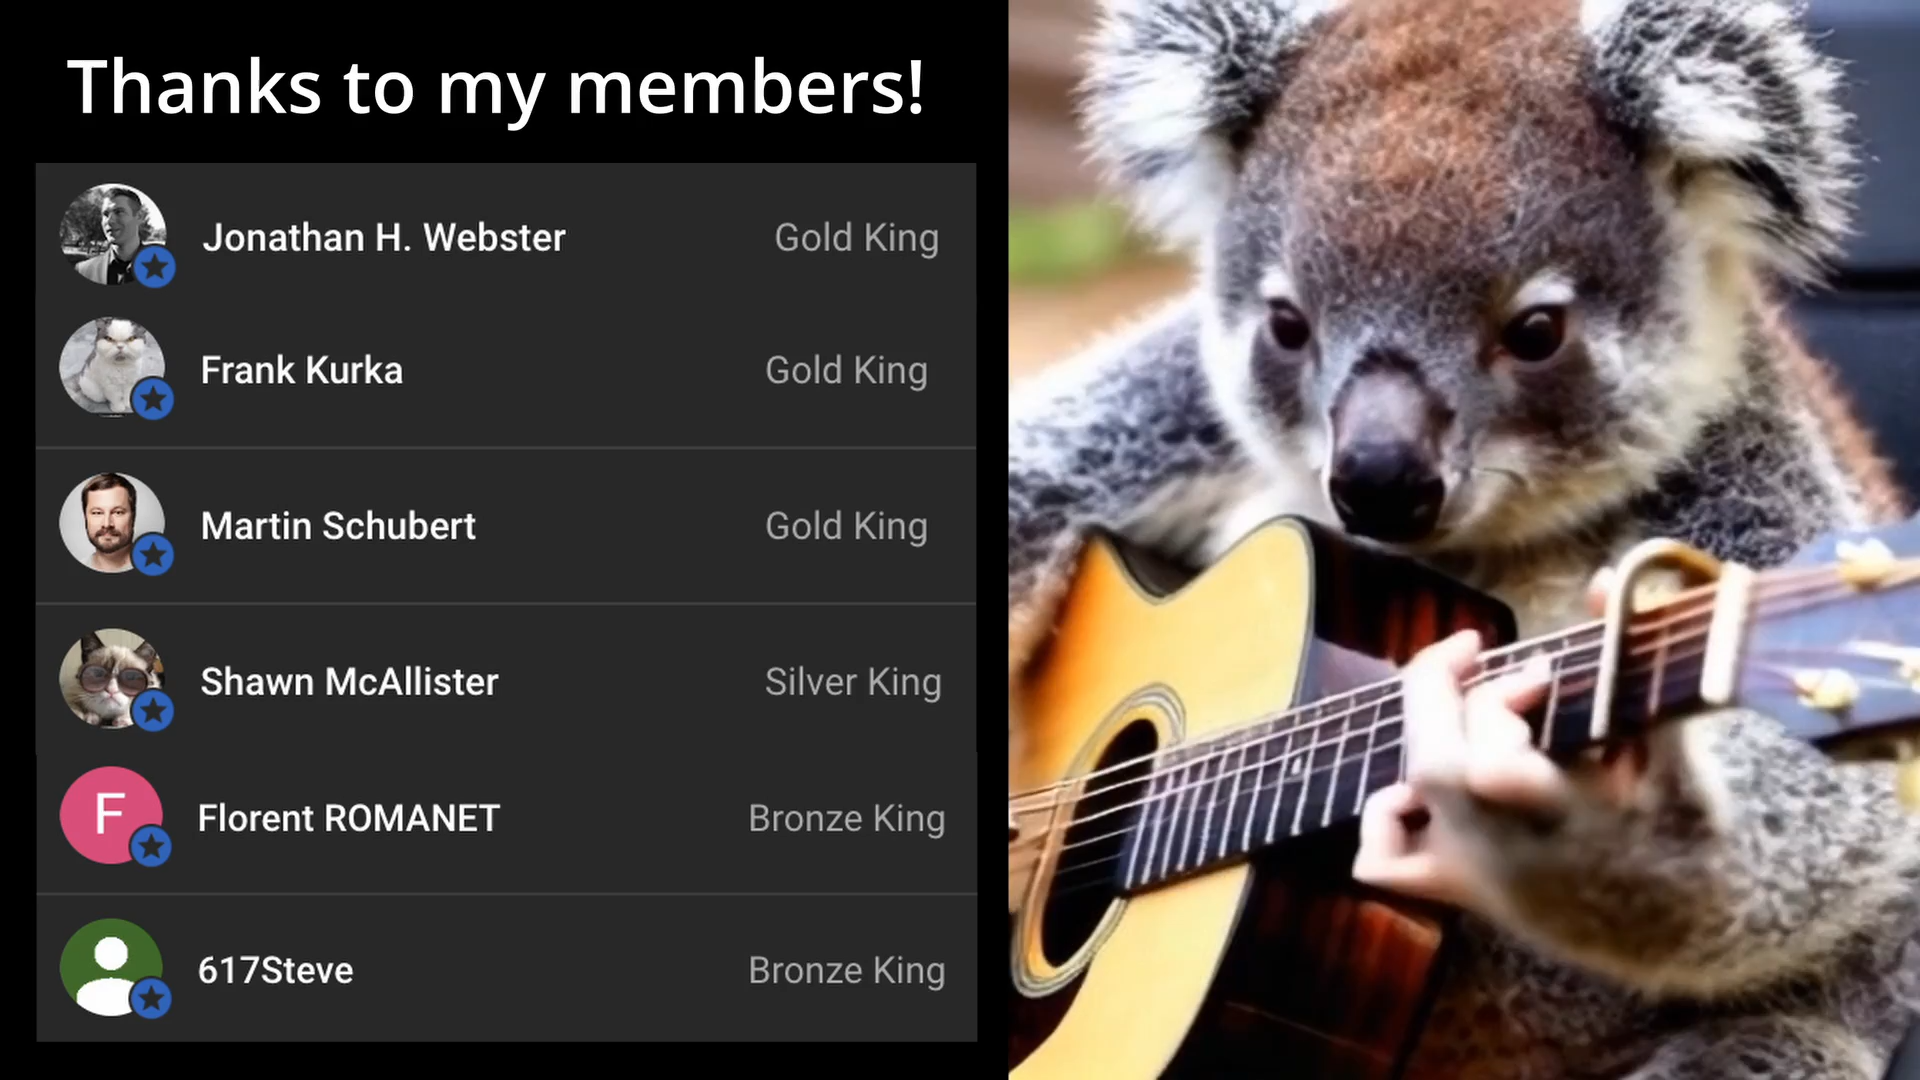 Thanks to my members!
Jonathan H. Webster Gold King
Frank Kurka Gold King
Martin Schubert Gold King
Shawn McAllister Silver King
F Florent ROMANET Bronze King
617Steve Bronze King